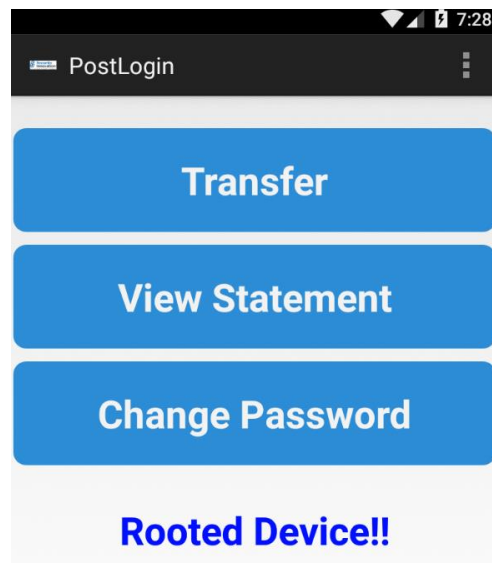 7:28
PostLogin
Transfer
View Statement
Change Password
Rooted Device!!